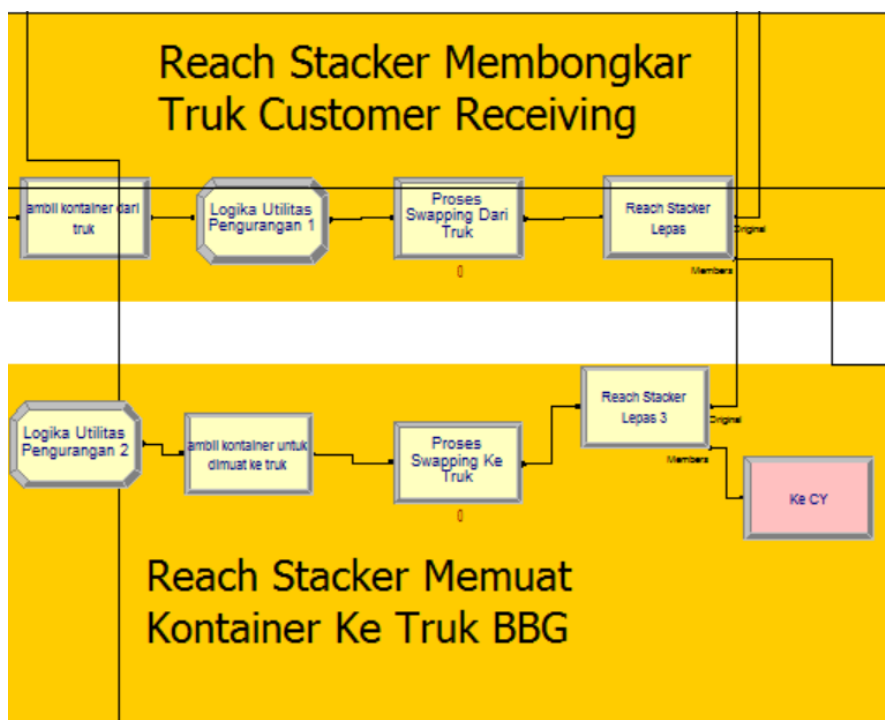 Reach Stacker Membongkar
Truk Customer Receiving
ambil kontainer dari
truk
Logika Utilitas
Pengurangan 1
Proses
Swapping Dari
Truk
0
Reach Stacker
Lepas
Original
Members
Logika Utilitas
Pengurangan 2
ambil kontainer untuk
dimuat ke truk
Proses
Swapping Ke
Truk
0
Reach Stacker
Lepas 3
Original
Members
Ke CY
Reach Stacker Memuat
Kontainer Ke Truk BBG